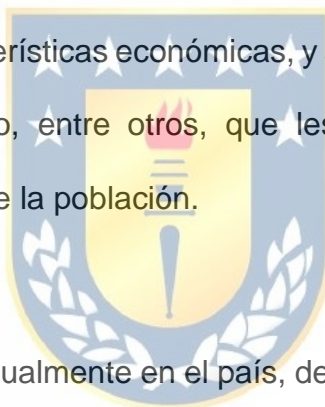 erísticas económicas, y
o, entre otros, que les
e la población.
ualmente en el país, de